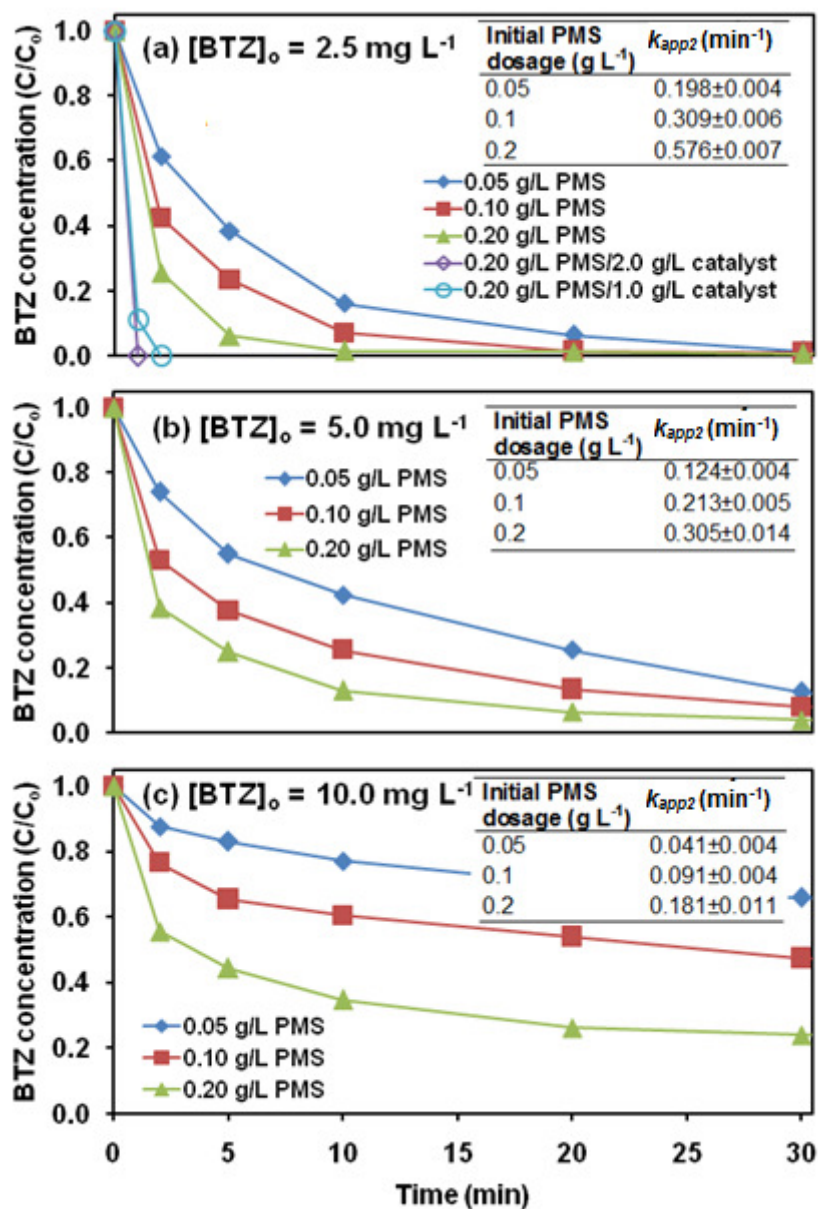 (a) [BTZ]o = 2.5 mg L-1
Initial PMS dosage (g L-1) kapp2 (min-1)
0.05 0.198±0.004
0.1 0.309±0.006
0.2 0.576±0.007
0.05 g/L PMS
0.10 g/L PMS
0.20 g/L PMS
0.20 g/L PMS/2.0 g/L catalyst
0.20 g/L PMS/1.0 g/L catalyst
BTZ concentration (C/Co)
1.0
0.8
0.6
0.4
0.2
0.0
(b) [BTZ]o = 5.0 mg L-1
Initial PMS dosage (g L-1) kapp2 (min-1)
0.05 0.124±0.004
0.1 0.213±0.005
0.2 0.305±0.014
0.05 g/L PMS
0.10 g/L PMS
0.20 g/L PMS
BTZ concentration (C/Co)
1.0
0.8
0.6
0.4
0.2
0.0
(c) [BTZ]o = 10.0 mg L-1
Initial PMS dosage (g L-1) kapp2 (min-1)
0.05 0.041±0.004
0.1 0.091±0.004
0.2 0.181±0.011
0.05 g/L PMS
0.10 g/L PMS
0.20 g/L PMS
BTZ concentration (C/Co)
1.0
0.8
0.6
0.4
0.2
0.0
0 5 10 15 20 25 30
Time (min)